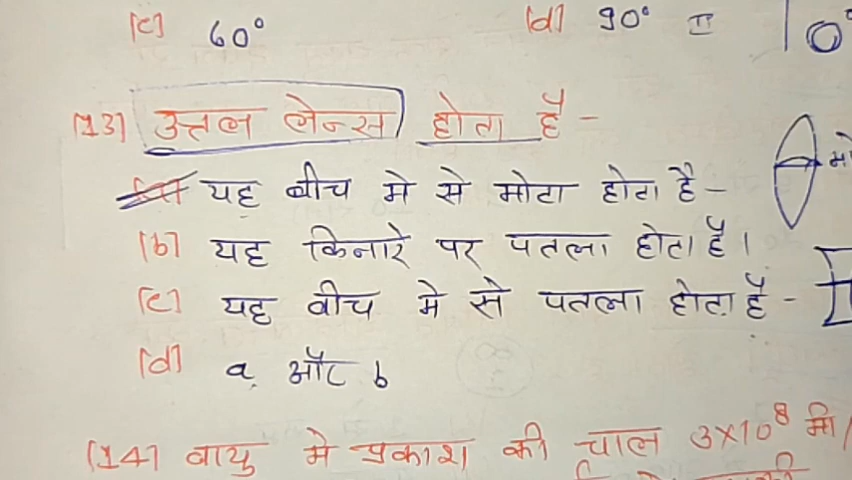 [c] 60° [d] 90° =
[13] उत्तल लेन्स होता है -
यह बीच मे से मोटा होता है -
[b] यह किनारे पर पतला होता है।
[c] यह बीच मे से पतला होता है -
[d] a और b
[14] वायु मे प्रकाश की चाल 3×10⁸ मी